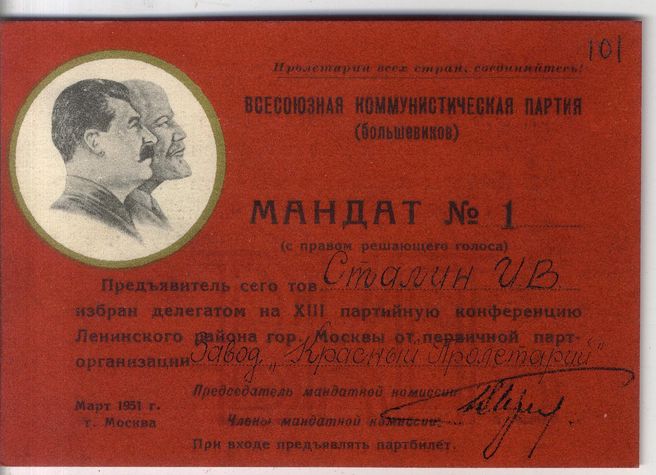 101
Пролетарии всех стран, соединяйтесь!
ВСЕСОЮЗНАЯ КОММУНИСТИЧЕСКАЯ ПАРТИЯ
(большевиков)
МАНДАТ № 1
(с правом решающего голоса)
Предъявитель сего тов. Сталин И В
избран делегатом на XIII партийную конференцию
Ленинского района гор. Москвы от первичной парт-
организации Завод „Красный Пролетарий"
Председатель мандатной комиссии
Март 1951 г.
Члены мандатной комиссии:
г. Москва
При входе предъявлять партбилет.